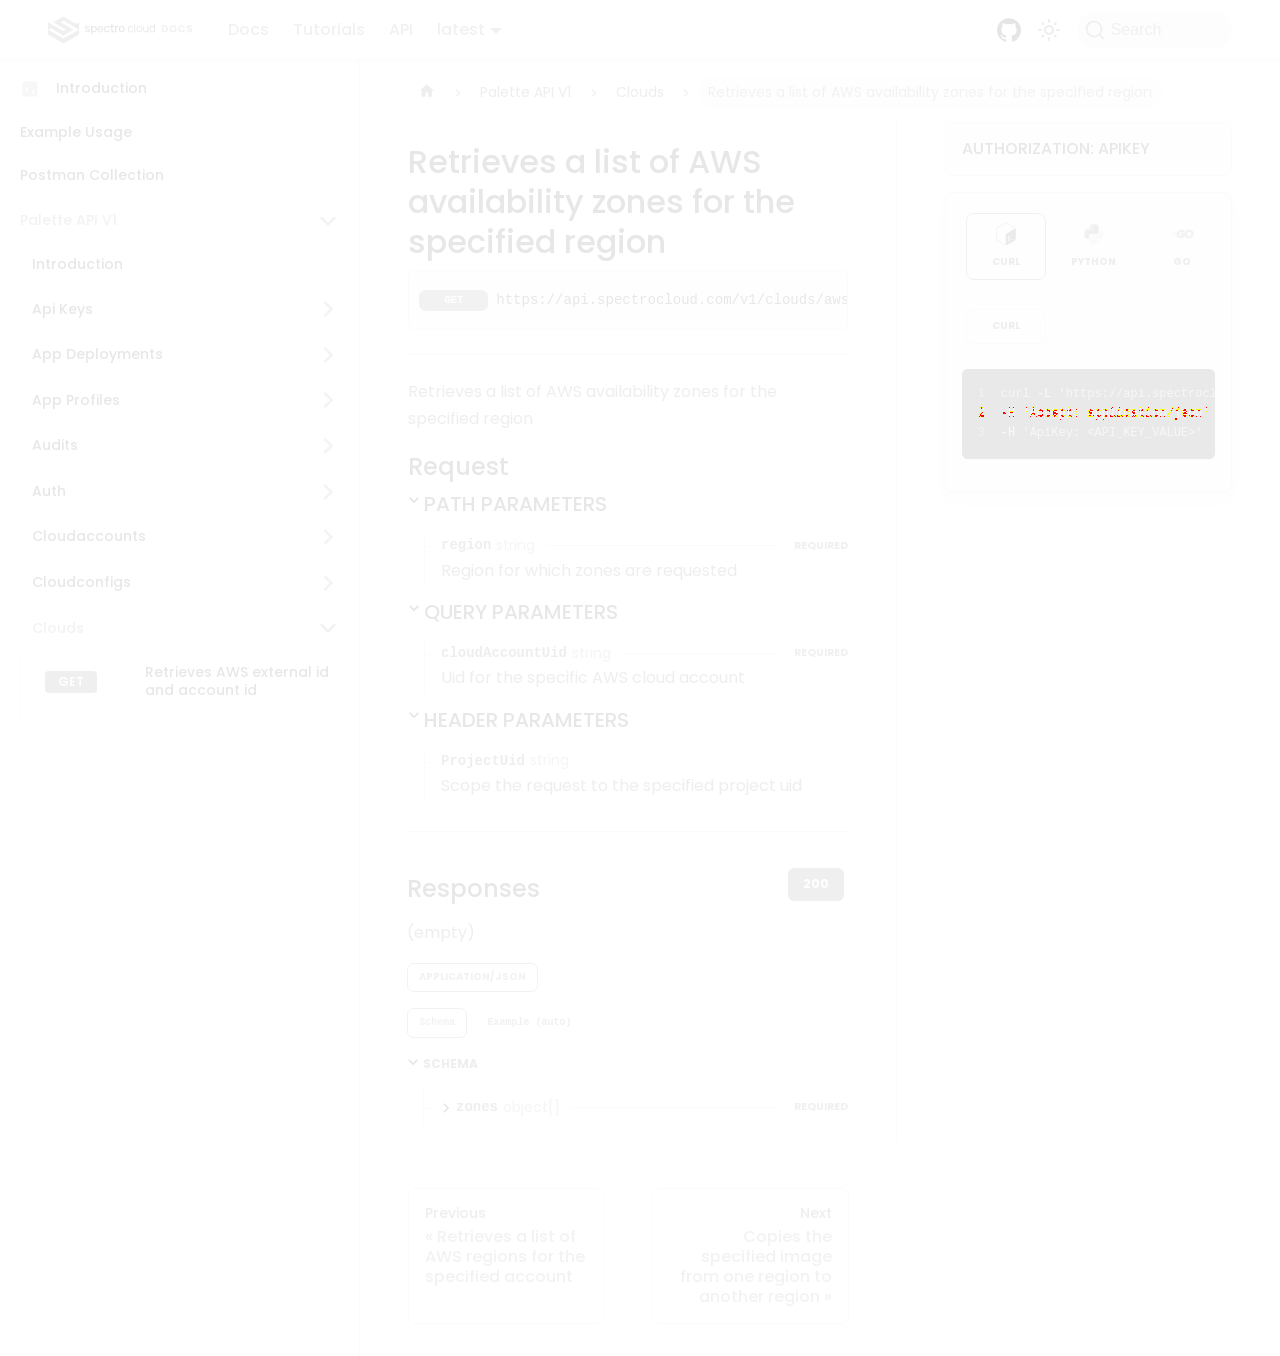 spectro cloud DOCS
Docs
Tutorials
API
latest
Search
Introduction
Example Usage
Postman Collection
Palette API V1
Introduction
Api Keys
App Deployments
App Profiles
Audits
Auth
Cloudaccounts
Cloudconfigs
Clouds
GET
Retrieves AWS external id
and account id
Palette API V1
Clouds
Retrieves a list of AWS availability zones for the specified region
Retrieves a list of AWS
availability zones for the
specified region
GET https://api.spectrocloud.com/v1/clouds/aws
Retrieves a list of AWS availability zones for the
specified region
Request
PATH PARAMETERS
region string REQUIRED
Region for which zones are requested
QUERY PARAMETERS
cloudAccountUid string REQUIRED
Uid for the specific AWS cloud account
HEADER PARAMETERS
ProjectUid string
Scope the request to the specified project uid
Responses
200
(empty)
APPLICATION/JSON
Schema Example (auto)
SCHEMA
zones object[] REQUIRED
Previous
« Retrieves a list of
AWS regions for the
specified account
Next
Copies the
specified image
from one region to
another region »
AUTHORIZATION: APIKEY
CURL PYTHON GO
CURL
1 curl -L 'https://api.spectrocl
2 -H 'Accept: application/json'
3 -H 'ApiKey: <API_KEY_VALUE>'